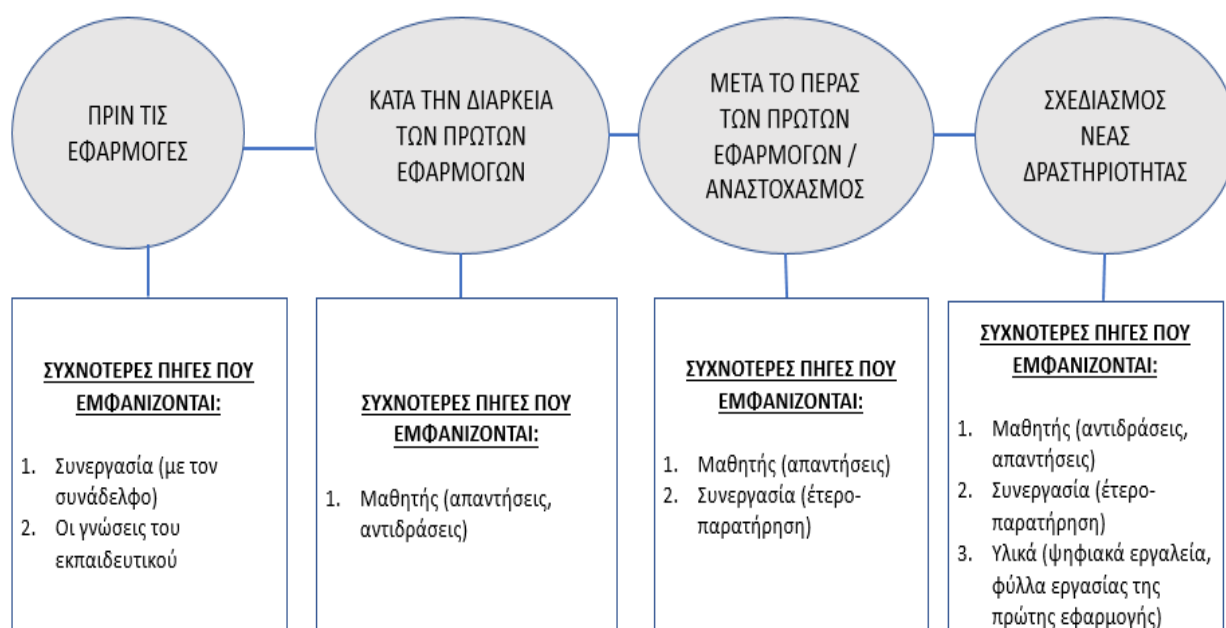 ΠΡΙΝ ΤΙΣ
ΕΦΑΡΜΟΓΕΣ
ΚΑΤΑ ΤΗΝ ΔΙΑΡΚΕΙΑ
ΤΩΝ ΠΡΩΤΩΝ
ΕΦΑΡΜΟΓΩΝ
ΜΕΤΑ ΤΟ ΠΕΡΑΣ
ΤΩΝ ΠΡΩΤΩΝ
ΕΦΑΡΜΟΓΩΝ /
ΑΝΑΣΤΟΧΑΣΜΟΣ
ΣΧΕΔΙΑΣΜΟΣ
ΝΕΑΣ
ΔΡΑΣΤΗΡΙΟΤΗΤΑΣ
ΣΥΧΝΟΤΕΡΕΣ ΠΗΓΕΣ ΠΟΥ
ΕΜΦΑΝΙΖΟΝΤΑΙ:
1. Συνεργασία (με τον
συνάδελφο)
2. Οι γνώσεις του
εκπαιδευτικού
ΣΥΧΝΟΤΕΡΕΣ ΠΗΓΕΣ ΠΟΥ
ΕΜΦΑΝΙΖΟΝΤΑΙ:
1. Μαθητής (απαντήσεις,
αντιδράσεις)
ΣΥΧΝΟΤΕΡΕΣ ΠΗΓΕΣ ΠΟΥ
ΕΜΦΑΝΙΖΟΝΤΑΙ:
1. Μαθητής (απαντήσεις)
2. Συνεργασία (έτερο-
παρατήρηση)
ΣΥΧΝΟΤΕΡΕΣ ΠΗΓΕΣ ΠΟΥ
ΕΜΦΑΝΙΖΟΝΤΑΙ:
1. Μαθητής (αντιδράσεις,
απαντήσεις)
2. Συνεργασία (έτερο-
παρατήρηση)
3. Υλικά (ψηφιακά εργαλεία,
φύλλα εργασίας της
πρώτης εφαρμογής)